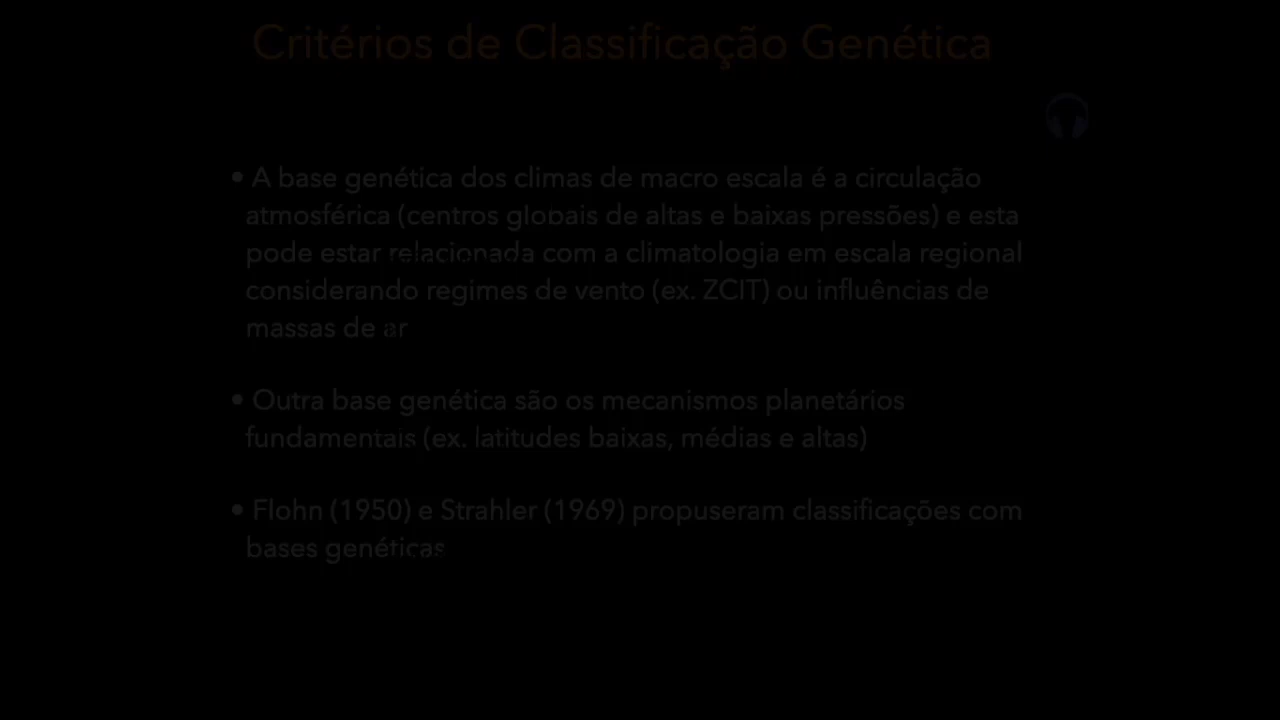 Critérios de Classificação Genética
• A base genética dos climas de macro escala é a circulação
atmosférica (centros globais de altas e baixas pressões) e esta
pode estar relacionada com a climatologia em escala regional
considerando regimes de vento (ex. ZCIT) ou influências de
massas de ar
• Outra base genética são os mecanismos planetários
fundamentais (ex. latitudes baixas, médias e altas)
• Flohn (1950) e Strahler (1969) propuseram classificações com
bases genéticas